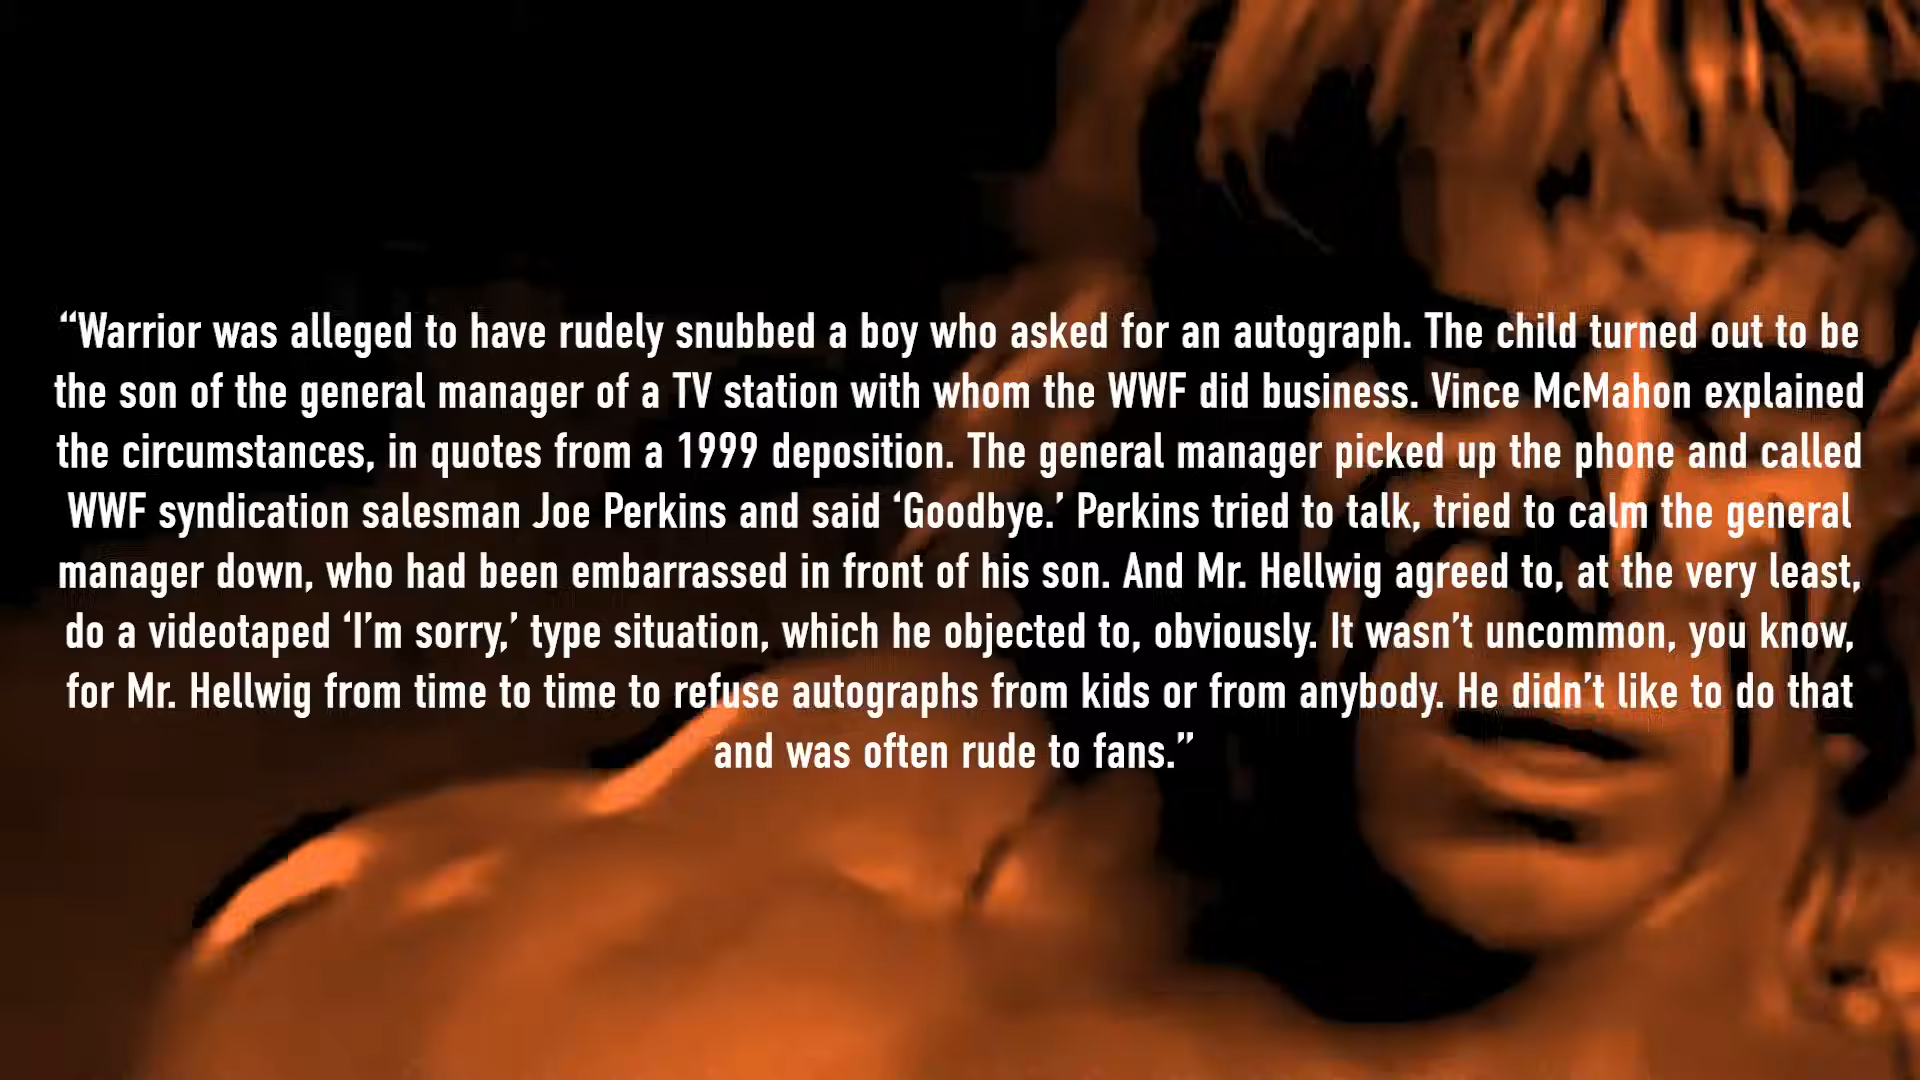 “Warrior was alleged to have rudely snubbed a boy who asked for an autograph. The child turned out to be
the son of the general manager of a TV station with whom the WWF did business. Vince McMahon explained
the circumstances, in quotes from a 1999 deposition. The general manager picked up the phone and called
WWF syndication salesman Joe Perkins and said ‘Goodbye.’ Perkins tried to talk, tried to calm the general
manager down, who had been embarrassed in front of his son. And Mr. Hellwig agreed to, at the very least,
do a videotaped ‘I’m sorry,’ type situation, which he objected to, obviously. It wasn’t uncommon, you know,
for Mr. Hellwig from time to time to refuse autographs from kids or from anybody. He didn’t like to do that
and was often rude to fans.”